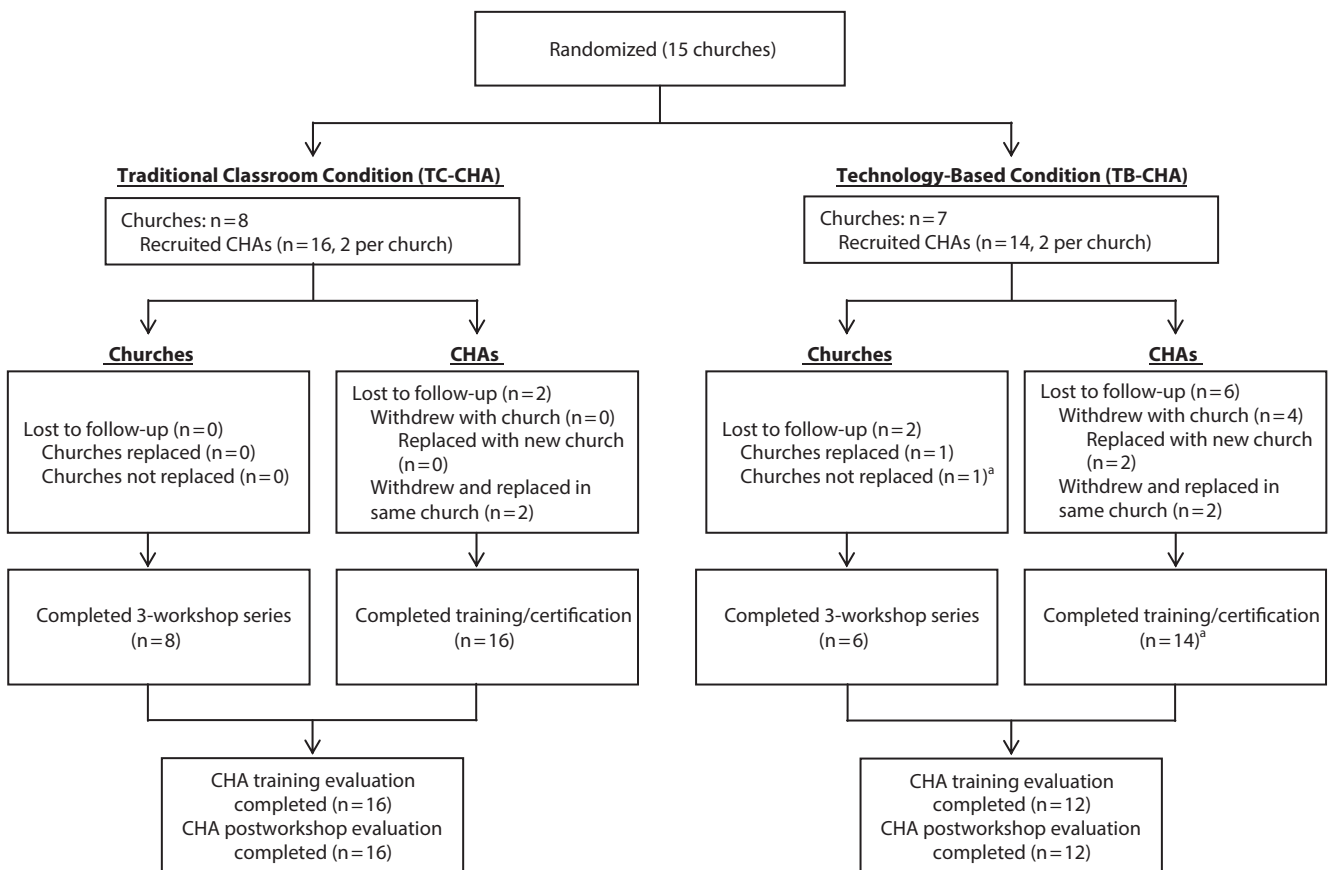 Randomized (15 churches)
Traditional Classroom Condition (TC-CHA)
Churches: n=8
Recruited CHAs (n=16, 2 per church)
Churches
Lost to follow-up (n=0)
Churches replaced (n=0)
Churches not replaced (n=0)
CHAs
Lost to follow-up (n=2)
Withdrew with church (n=0)
Replaced with new church
(n=0)
Withdrew and replaced in
same church (n=2)
Completed 3-workshop series
(n=8)
Completed training/certification
(n=16)
CHA training evaluation
completed (n=16)
CHA postworkshop evaluation
completed (n=16)
Technology-Based Condition (TB-CHA)
Churches: n=7
Recruited CHAs (n=14, 2 per church)
Churches
Lost to follow-up (n=2)
Churches replaced (n=1)
Churches not replaced (n=1)a
CHAs
Lost to follow-up (n=6)
Withdrew with church (n=4)
Replaced with new church
(n=2)
Withdrew and replaced in
same church (n=2)
Completed 3-workshop series
(n=6)
Completed training/certification
(n=14)a
CHA training evaluation
completed (n=12)
CHA postworkshop evaluation
completed (n=12)